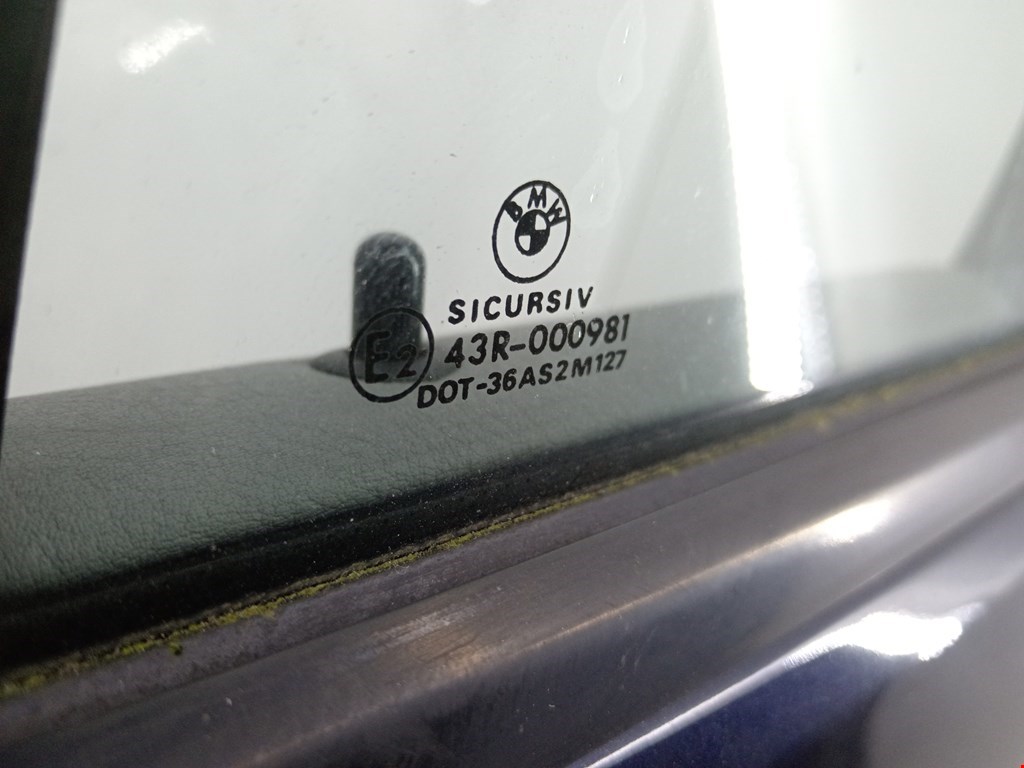 BMW
SICURSIV
E2 43R-000981
DOT-36AS2M127